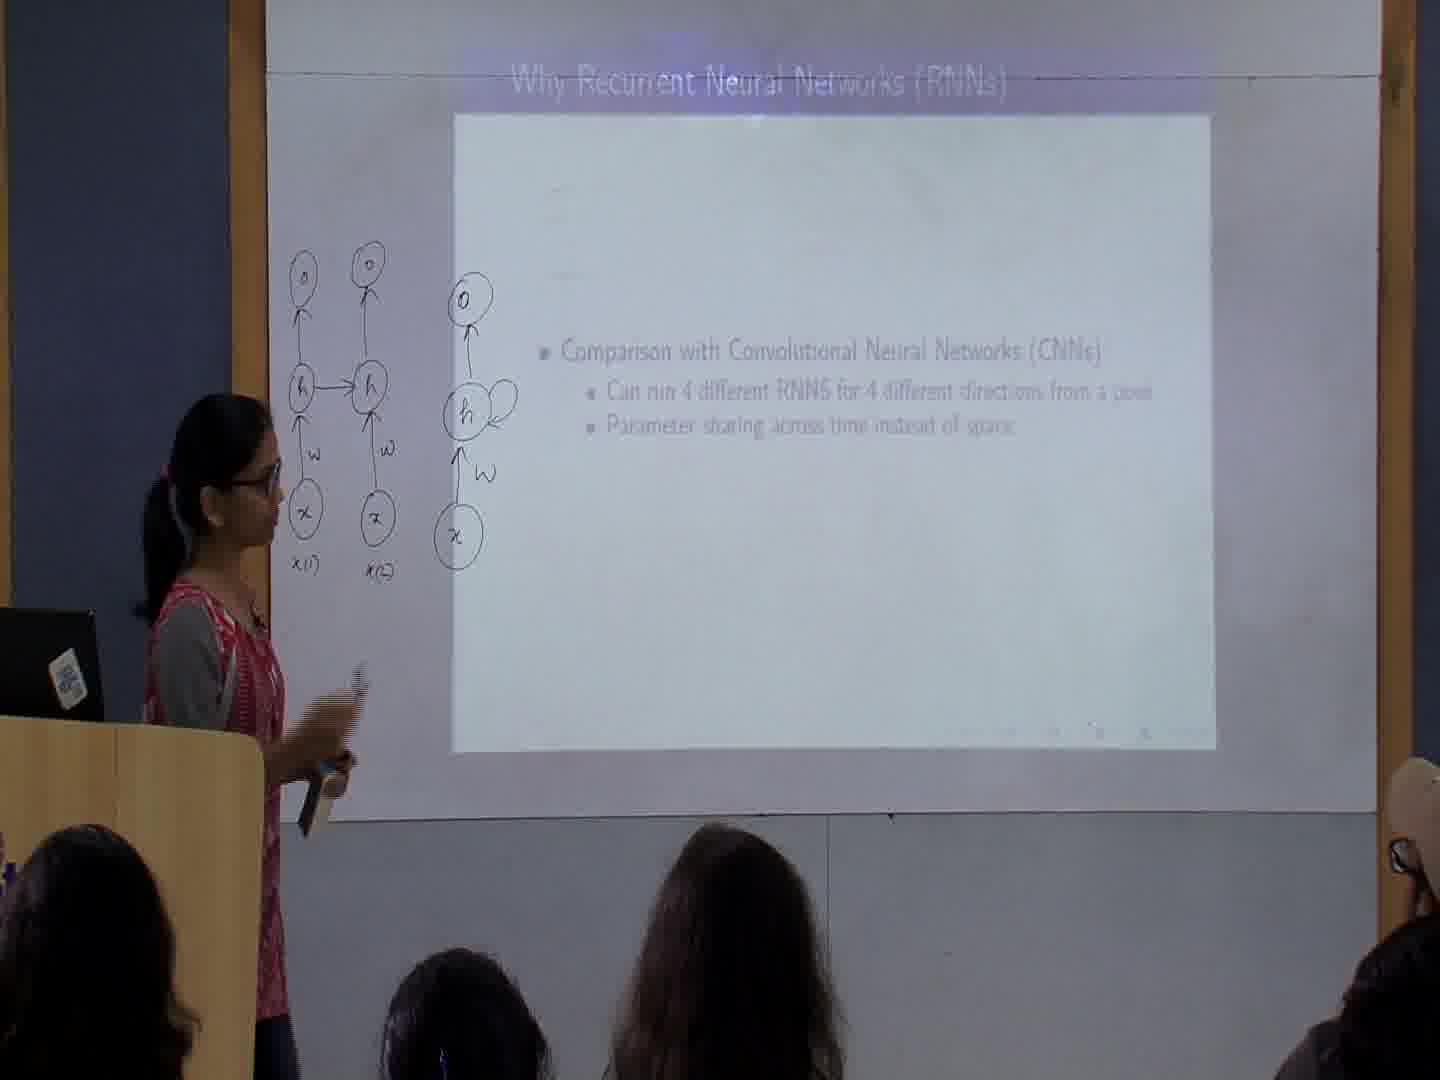 Why Recurrent Neural Networks (RNNs)
Comparison with Convolutional Neural Networks (CNNs)
Can run 4 different RNNS for 4 different directions from a pixel
Parameter sharing across time instead of space
o o o
h h h
w w W
x x x
x(1) x(2)